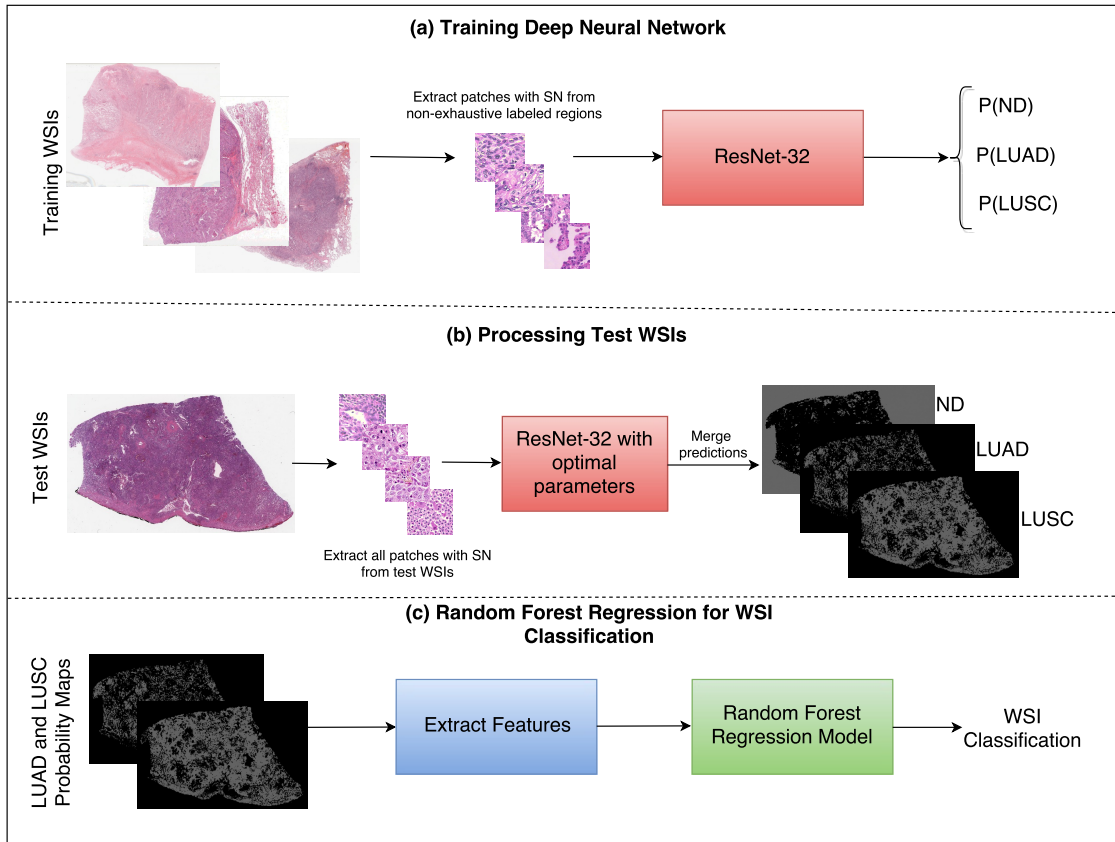 (a) Training Deep Neural Network
Training WSIs
Extract patches with SN from
non-exhaustive labeled regions
ResNet-32
P(ND)
P(LUAD)
P(LUSC)
(b) Processing Test WSIs
Test WSIs
Extract all patches with SN
from test WSIs
ResNet-32 with
optimal
parameters
Merge
predictions
ND
LUAD
LUSC
(c) Random Forest Regression for WSI
Classification
LUAD and LUSC
Probability Maps
Extract Features
Random Forest
Regression Model
WSI
Classification